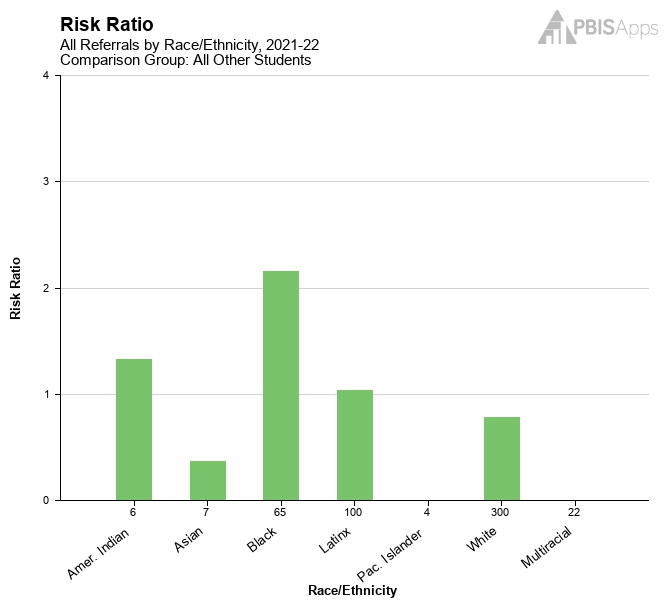 Risk Ratio
All Referrals by Race/Ethnicity, 2021-22
Comparison Group: All Other Students
PBISApps
4
3
2
1
0
Risk Ratio
6
7
65
100
4
300
22
Amer. Indian
Asian
Black
Latinx
Pac. Islander
White
Multiracial
Race/Ethnicity